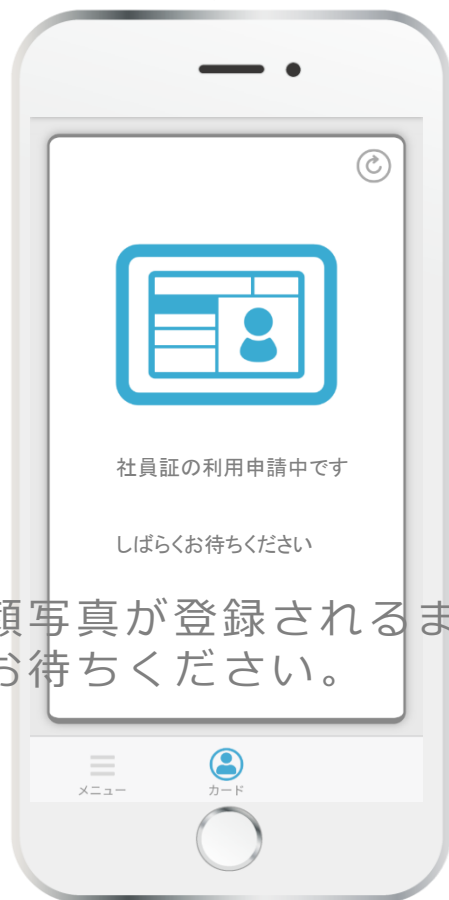 社員証の利用申請中です
しばらくお待ちください
顔写真が登録されるま
お待ちください。
メニュー
カード